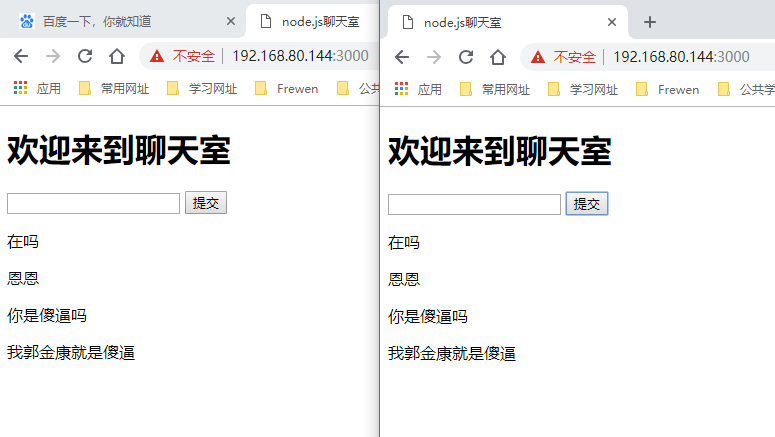 百度一下，你就知道
node.js聊天室
不安全 192.168.80.144:3000
应用 常用网址 学习网址 Frewen 公共
欢迎来到聊天室
提交
在吗
恩恩
你是傻逼吗
我郭金康就是傻逼
node.js聊天室
不安全 192.168.80.144:3000
应用 常用网址 学习网址 Frewen 公共学
欢迎来到聊天室
提交
在吗
恩恩
你是傻逼吗
我郭金康就是傻逼